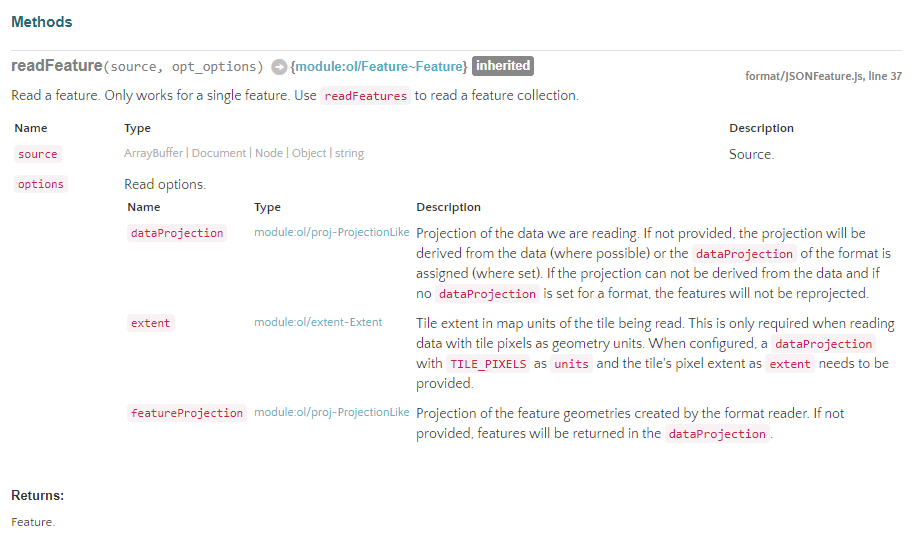 Methods
readFeature(source, opt_options) {module:ol/Feature~Feature} inherited
format/JSONFeature.js, line 37
Read a feature. Only works for a single feature. Use readFeatures to read a feature collection.
Name Type Description
source ArrayBuffer | Document | Node | Object | string Source.
options Read options.
Name Type Description
dataProjection module:ol/proj~ProjectionLike Projection of the data we are reading. If not provided, the projection will be
derived from the data (where possible) or the dataProjection of the format is
assigned (where set). If the projection can not be derived from the data and if
no dataProjection is set for a format, the features will not be reprojected.
extent module:ol/extent~Extent Tile extent in map units of the tile being read. This is only required when reading
data with tile pixels as geometry units. When configured, a dataProjection
with TILE_PIXELS as units and the tile's pixel extent as extent needs to be
provided.
featureProjection module:ol/proj~ProjectionLike Projection of the feature geometries created by the format reader. If not
provided, features will be returned in the dataProjection.
Returns:
Feature.